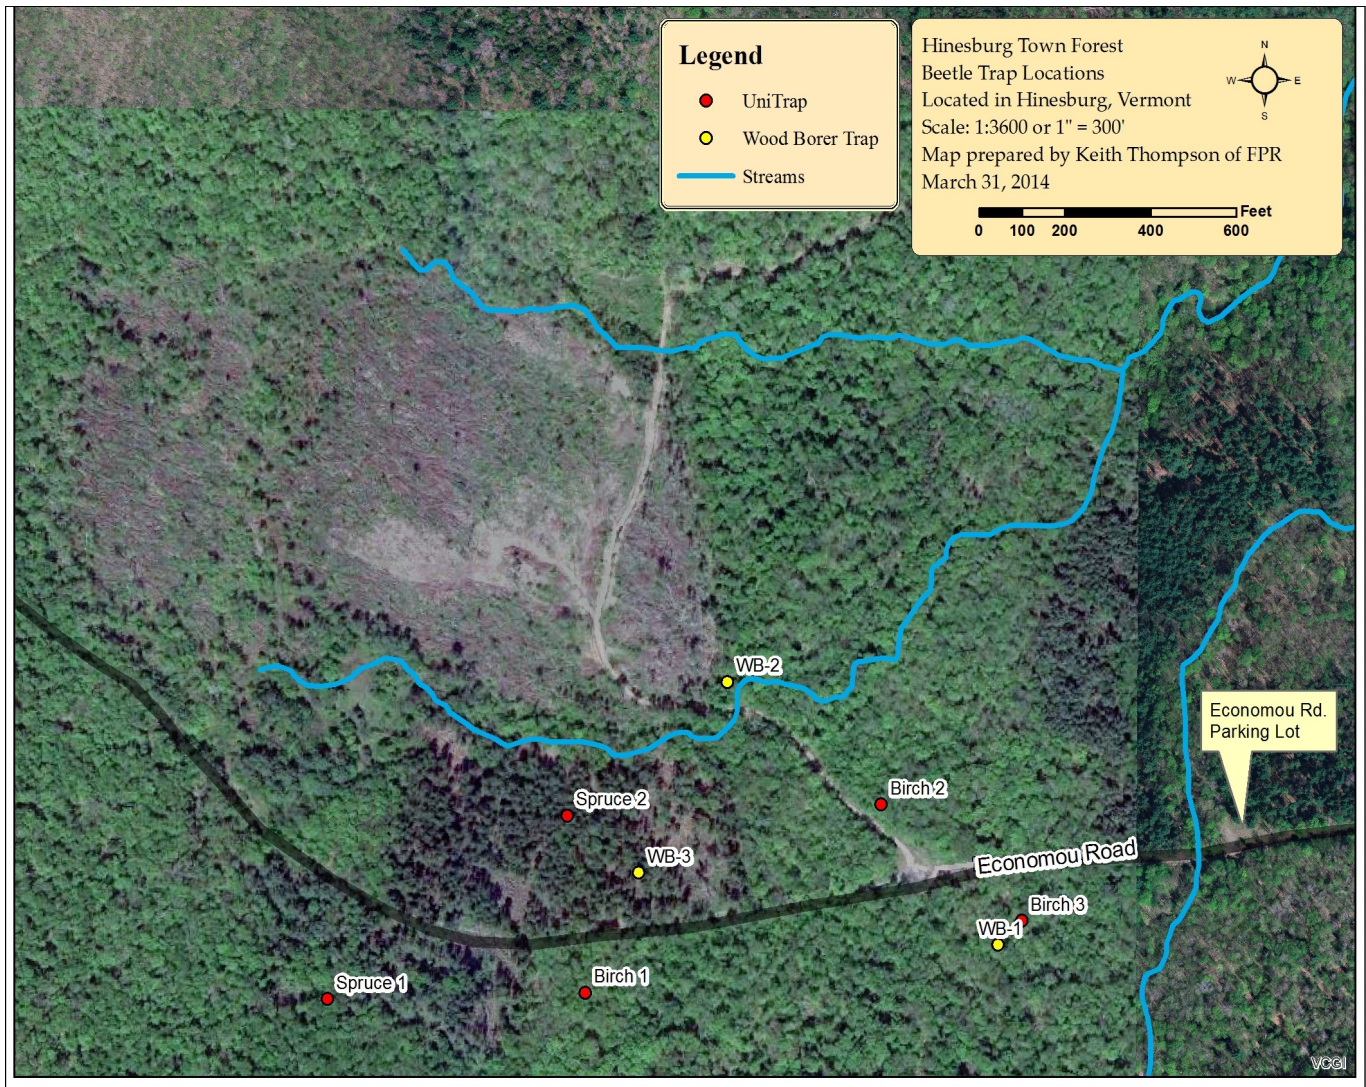 Legend
UniTrap
Wood Borer Trap
Streams
Hinesburg Town Forest
Beetle Trap Locations
Located in Hinesburg, Vermont
Scale: 1:3600 or 1" = 300'
Map prepared by Keith Thompson of FPR
March 31, 2014
N
W
E
S
Feet
0 100 200 400 600
WB-2
Economou Rd.
Parking Lot
Birch 2
Spruce 2
WB-3
Economou Road
Birch 3
WB-1
Birch 1
Spruce 1
VCGI